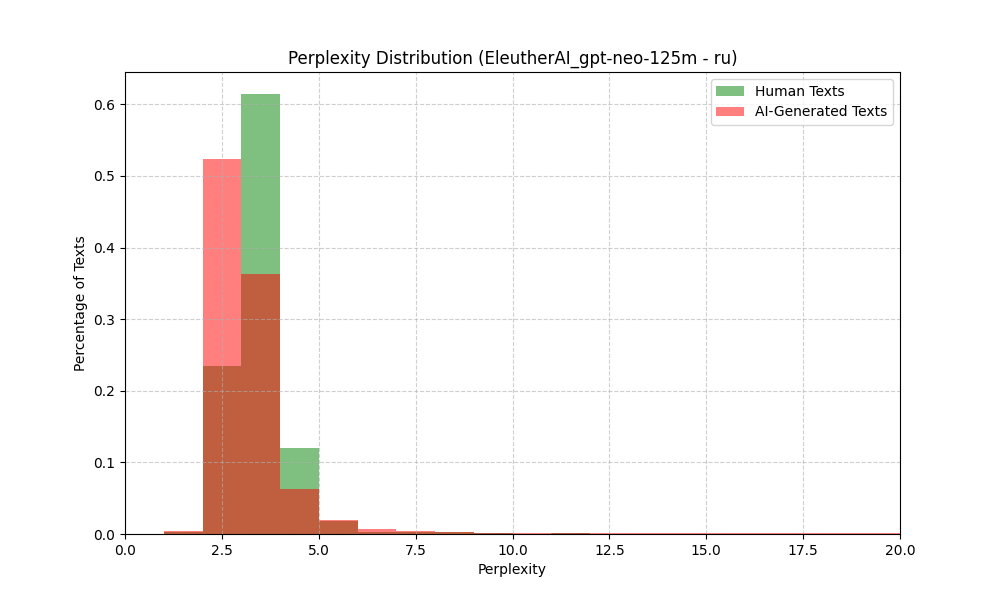 Perplexity Distribution (EleutherAI_gpt-neo-125m - ru)
Human Texts
AI-Generated Texts
Percentage of Texts
0.6
0.5
0.4
0.3
0.2
0.1
0.0
0.0 2.5 5.0 7.5 10.0 12.5 15.0 17.5 20.0
Perplexity